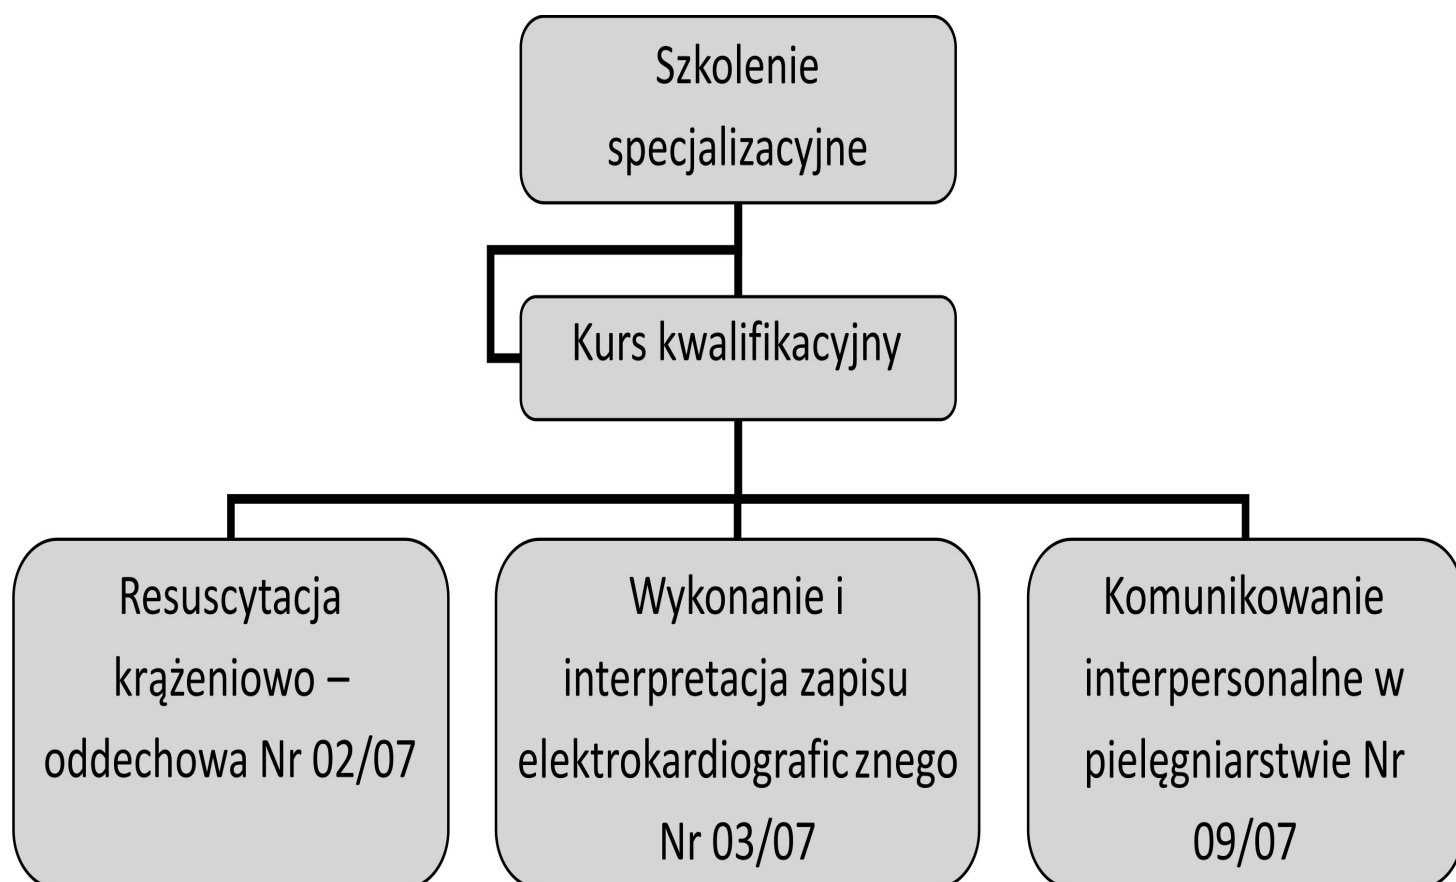 Szkolenie
specjalizacyjne
Kurs kwalifikacyjny
Resuscytacja
krążeniowo –
oddechowa Nr 02/07
Wykonanie i
interpretacja zapisu
elektrokardiografic znego
Nr 03/07
Komunikowanie
interpersonalne w
pielęgniarstwie Nr
09/07